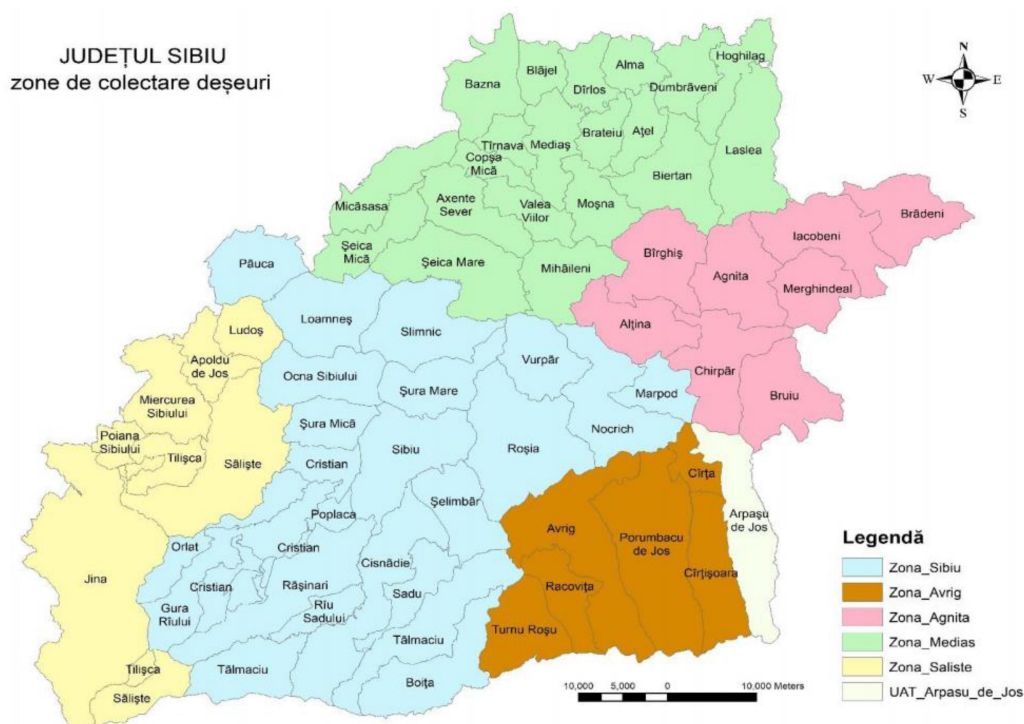 JUDEȚUL SIBIU
zone de colectare deșeuri
N
W E
S
Hoghilag
Alma
Blăjel
Bazna
Dîrlos
Dumbrăveni
Brateiu
Ațel
Tîrnava
Mediaș
Laslea
Copșa
Mică
Biertan
Axente
Sever
Valea
Viilor
Moșna
Micăsasa
Brădeni
Iacobeni
Șeica
Mică
Șeica Mare
Mihăileni
Bîrghiș
Păuca
Agnita
Merghindeal
Loamneș
Slimnic
Alțina
Ludoș
Vurpăr
Apoldu
de Jos
Chirpăr
Ocna Sibiului
Șura Mare
Marpod
Bruiu
Miercurea
Sibiului
Șura Mică
Nocrich
Poiana
Sibiului
Sibiu
Roșia
Tilișca
Săliște
Cristian
Cîrța
Șelimbăr
Poplaca
Arpașu
de Jos
Avrig
Porumbacu
de Jos
Orlat
Cristian
Cisnădie
Jina
Cristian
Rășinari
Sadu
Racovița
Cîrțișoara
Gura
Rîului
Rîu
Sadului
Turnu Roșu
Tălmaciu
Tilișca
Tălmaciu
Boița
Săliște
Legendă
Zona_Sibiu
Zona_Avrig
Zona_Agnita
Zona_Medias
Zona_Saliste
UAT_Arpasu_de_Jos
10,000 5,000 0 10,000 Meters